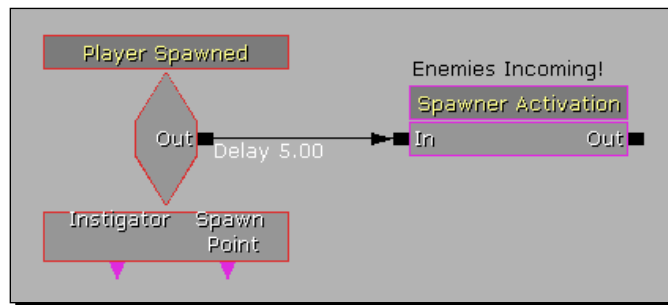 Player Spawned
Enemies Incoming!
Spawner Activation
Out
Delay 5.00
In
Out
Instigator
Spawn
Point